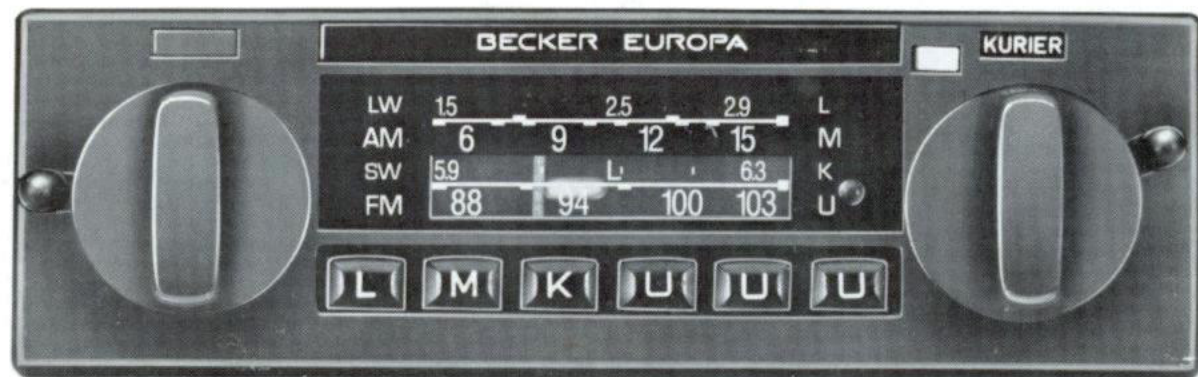 BECKER EUROPA
KURIER
LW 1.5 2.5 2.9 L
AM 6 9 12 15 M
SW 5.9 L 6.3 K
FM 88 94 100 103 U
L M K U U U